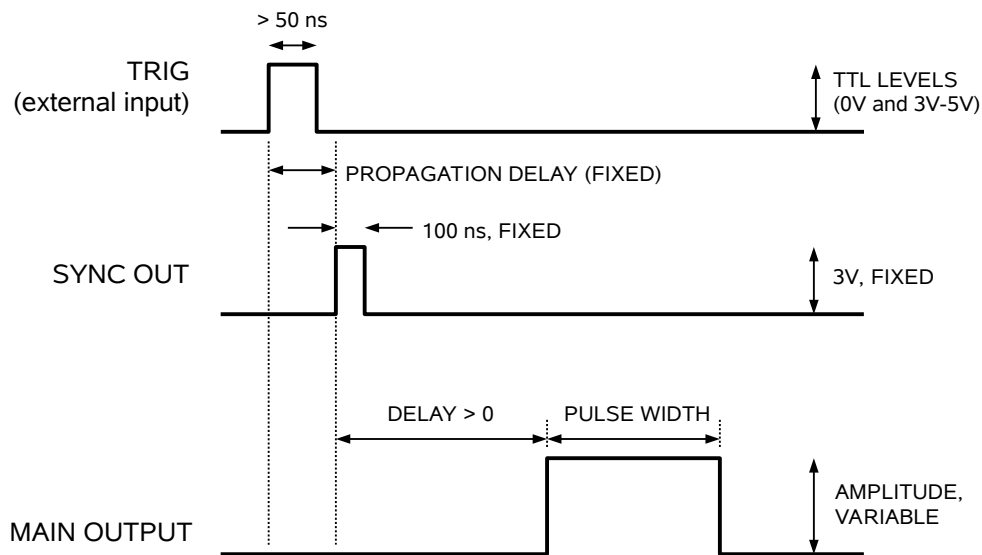 > 50 ns
TRIG
(external input)
TTL LEVELS
(0V and 3V-5V)
PROPAGATION DELAY (FIXED)
100 ns, FIXED
SYNC OUT
3V, FIXED
DELAY > 0
PULSE WIDTH
AMPLITUDE,
VARIABLE
MAIN OUTPUT